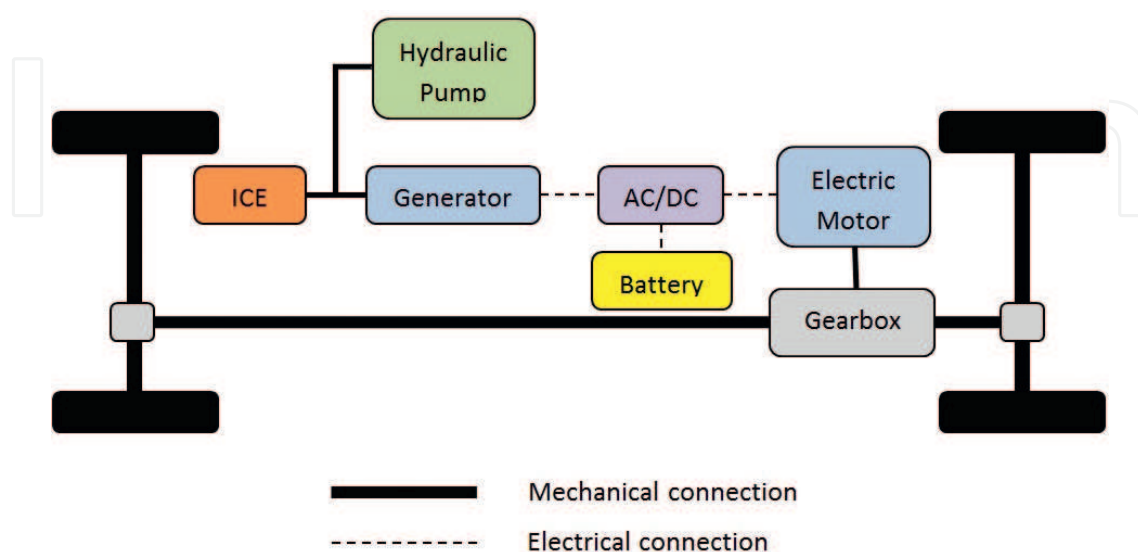 Hydraulic
Pump
ICE
Generator
AC/DC
Electric
Motor
Battery
Gearbox
Mechanical connection
Electrical connection